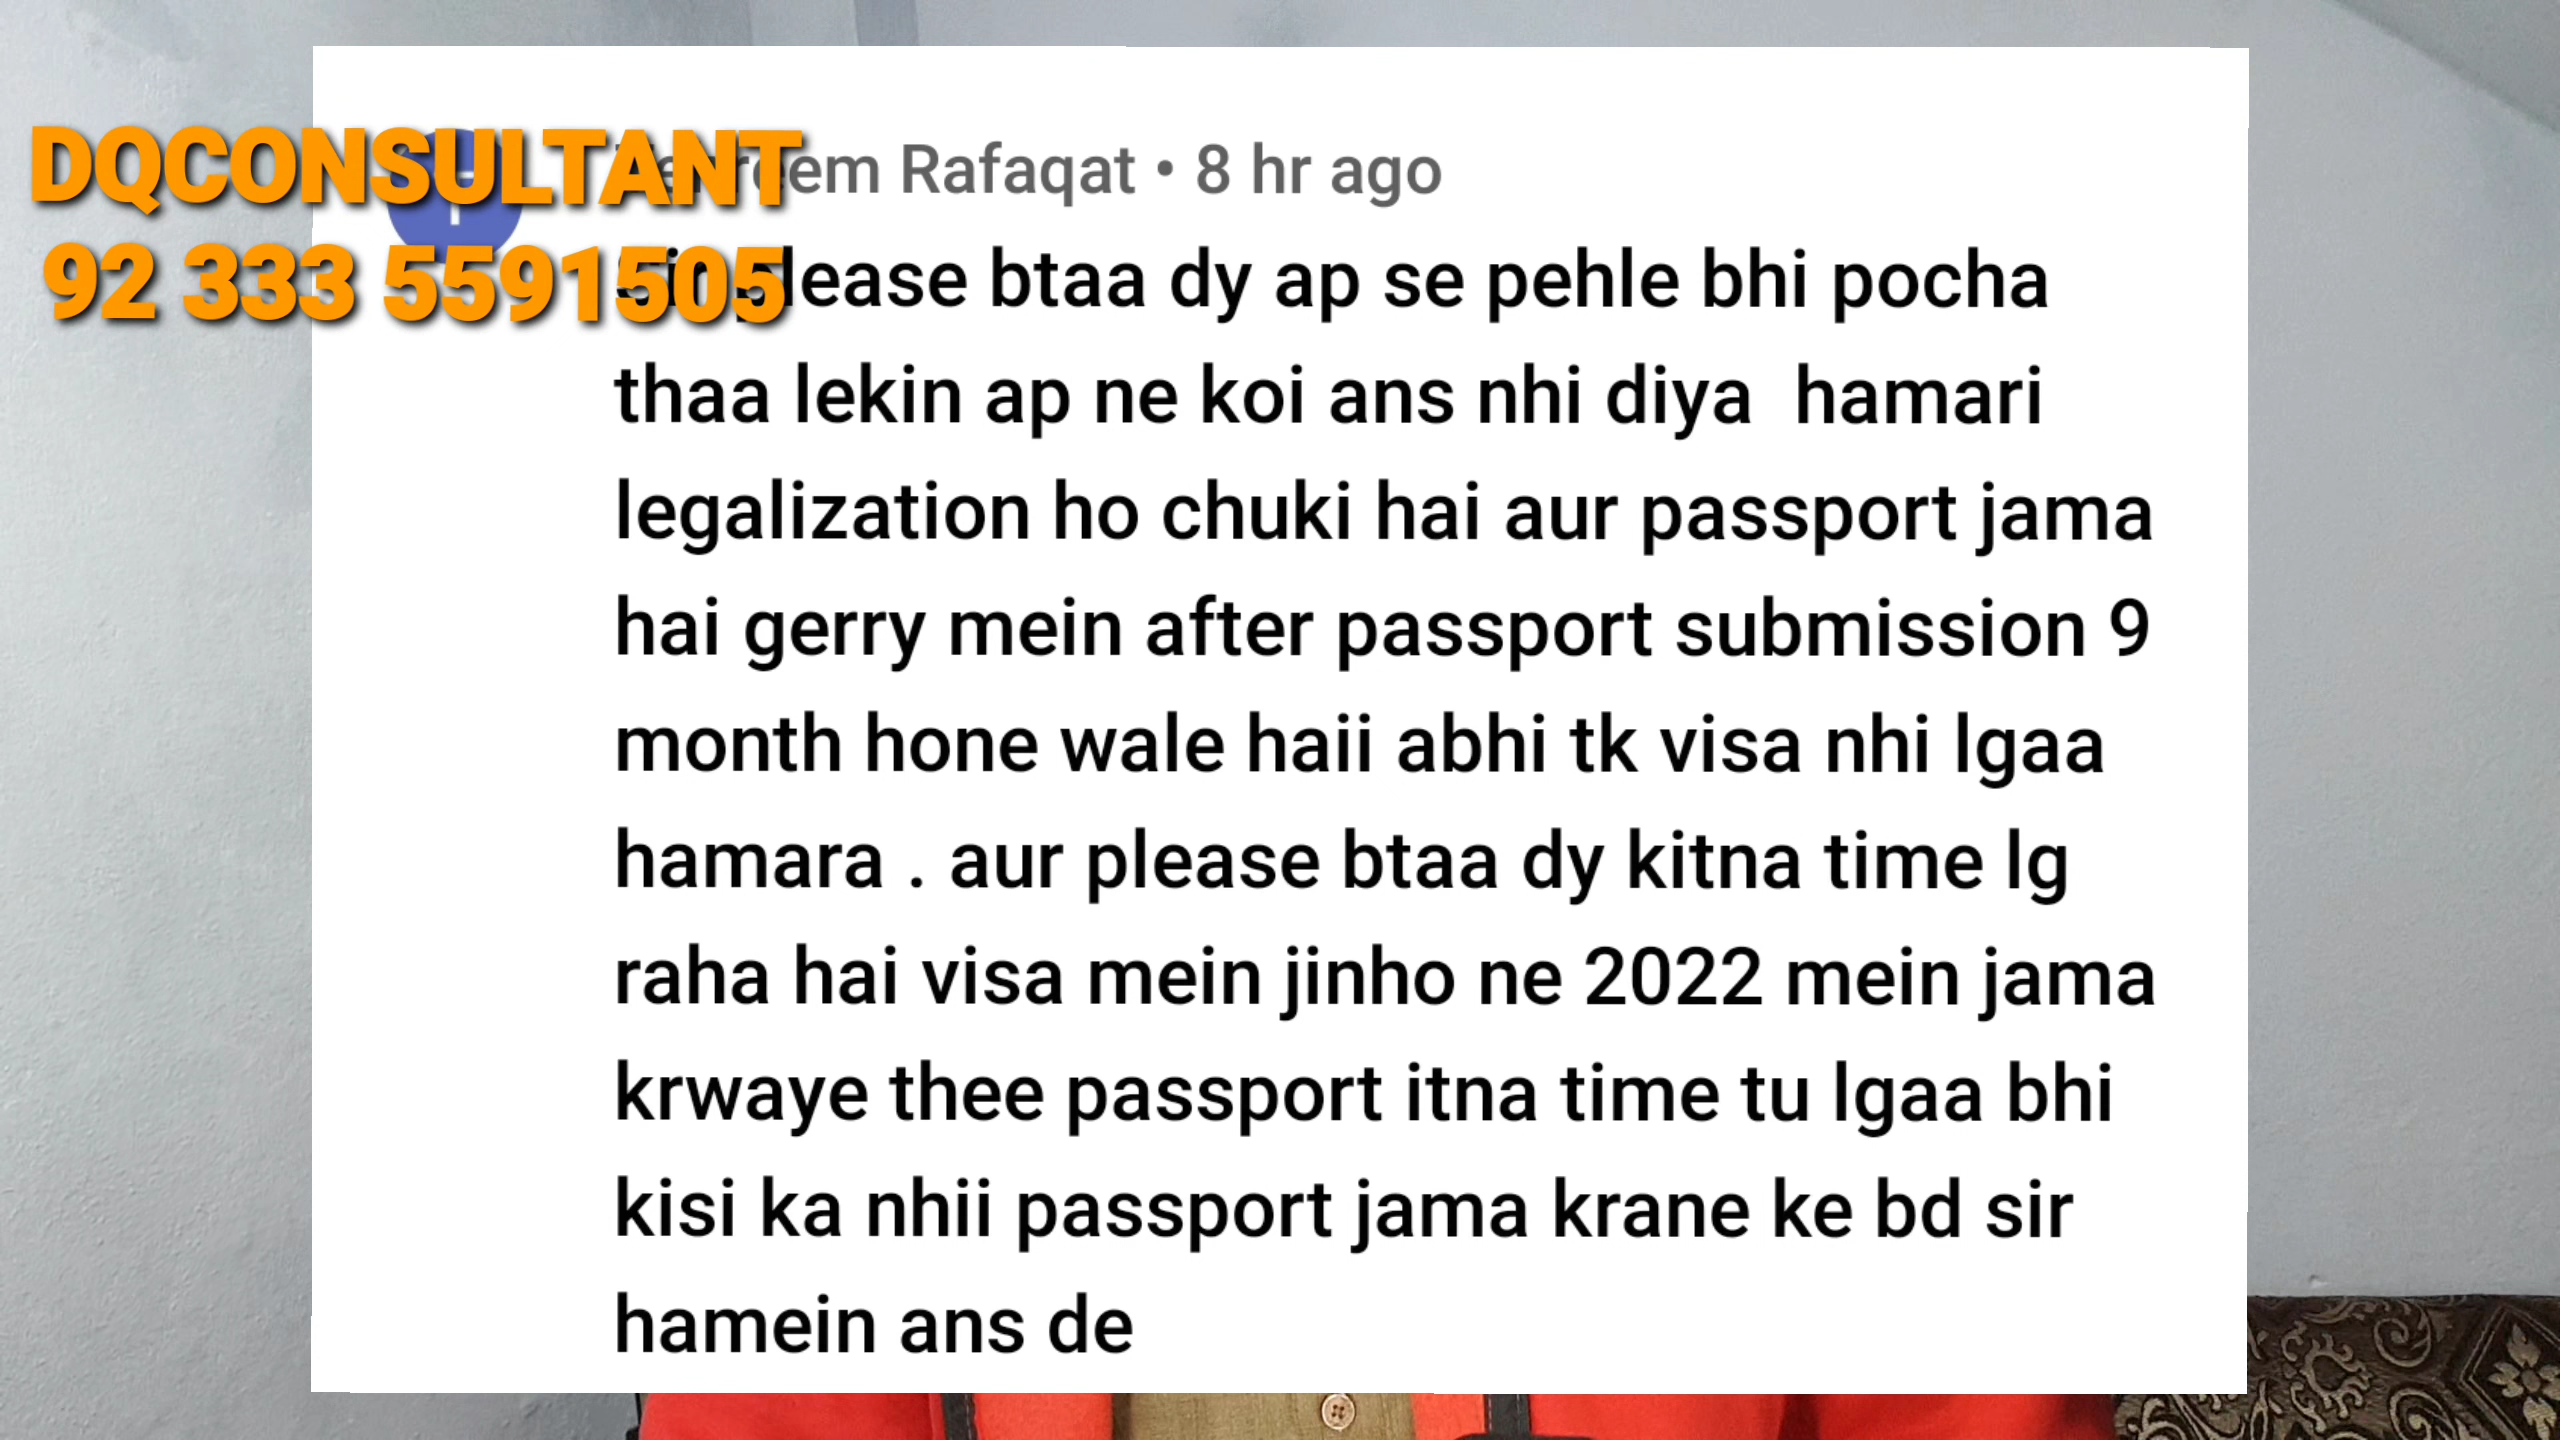 DQCONSULTANT
92 333 5591505
Rafaqat • 8 hr ago
please btaa dy ap se pehle bhi pocha
thaa lekin ap ne koi ans nhi diya hamari
legalization ho chuki hai aur passport jama
hai gerry mein after passport submission 9
month hone wale haii abhi tk visa nhi lgaa
hamara . aur please btaa dy kitna time lg
raha hai visa mein jinho ne 2022 mein jama
krwaye thee passport itna time tu lgaa bhi
kisi ka nhii passport jama krane ke bd sir
hamein ans de